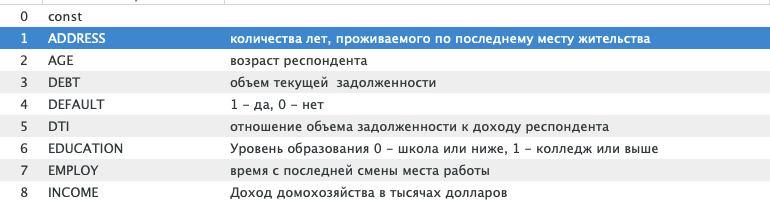 0 const
1 ADDRESS количества лет, проживаемого по последнему месту жительства
2 AGE возраст респондента
3 DEBT объем текущей задолженности
4 DEFAULT 1 – да, 0 – нет
5 DTI отношение объема задолженности к доходу респондента
6 EDUCATION Уровень образования 0 – школа или ниже, 1 – колледж или выше
7 EMPLOY время с последней смены места работы
8 INCOME Доход домохозяйства в тысячах долларов